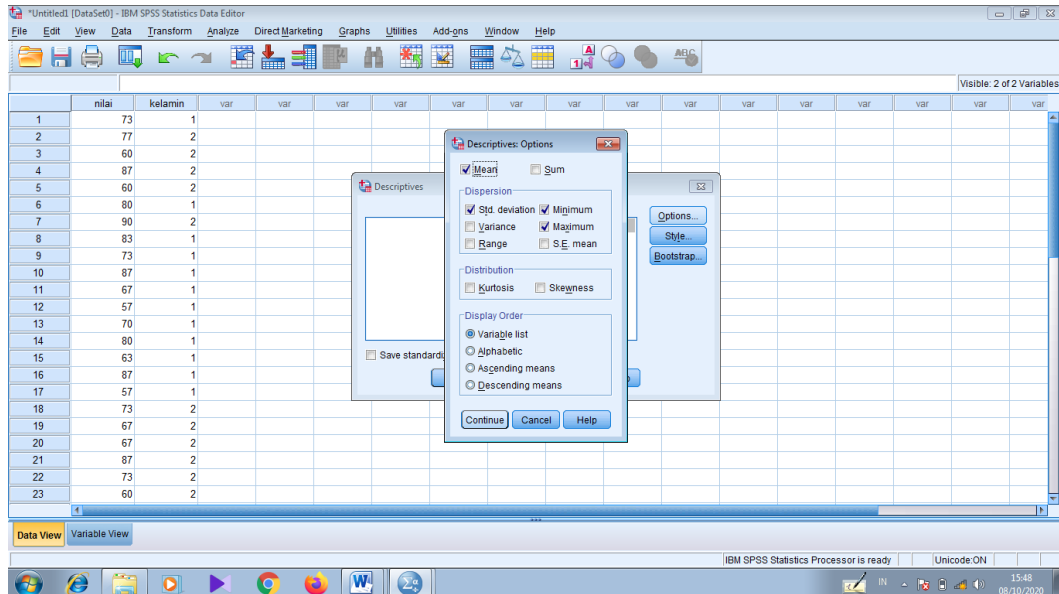 *Untitled1 [DataSet0] - IBM SPSS Statistics Data Editor
File Edit View Data Transform Analyze Direct Marketing Graphs Utilities Add-ons Window Help
Visible: 2 of 2 Variables
nilai kelamin var var var var var var var var var var var var var var
1 73 1
2 77 2
3 60 2
4 87 2
5 60 2
6 80 1
7 90 2
8 83 1
9 73 1
10 87 1
11 67 1
12 57 1
13 70 1
14 80 1
15 63 1
16 87 1
17 57 1
18 73 2
19 67 2
20 67 2
21 87 2
22 73 2
23 60 2
Descriptives
Options...
Style...
Bootstrap...
Descriptives: Options
Mean Sum
Dispersion
Std. deviation Minimum
Variance Maximum
Range S.E. mean
Distribution
Kurtosis Skewness
Display Order
Variable list
Alphabetic
Ascending means
Descending means
Continue Cancel Help
Data View Variable View
IBM SPSS Statistics Processor is ready Unicode:ON
IN 15:48
08/10/2020